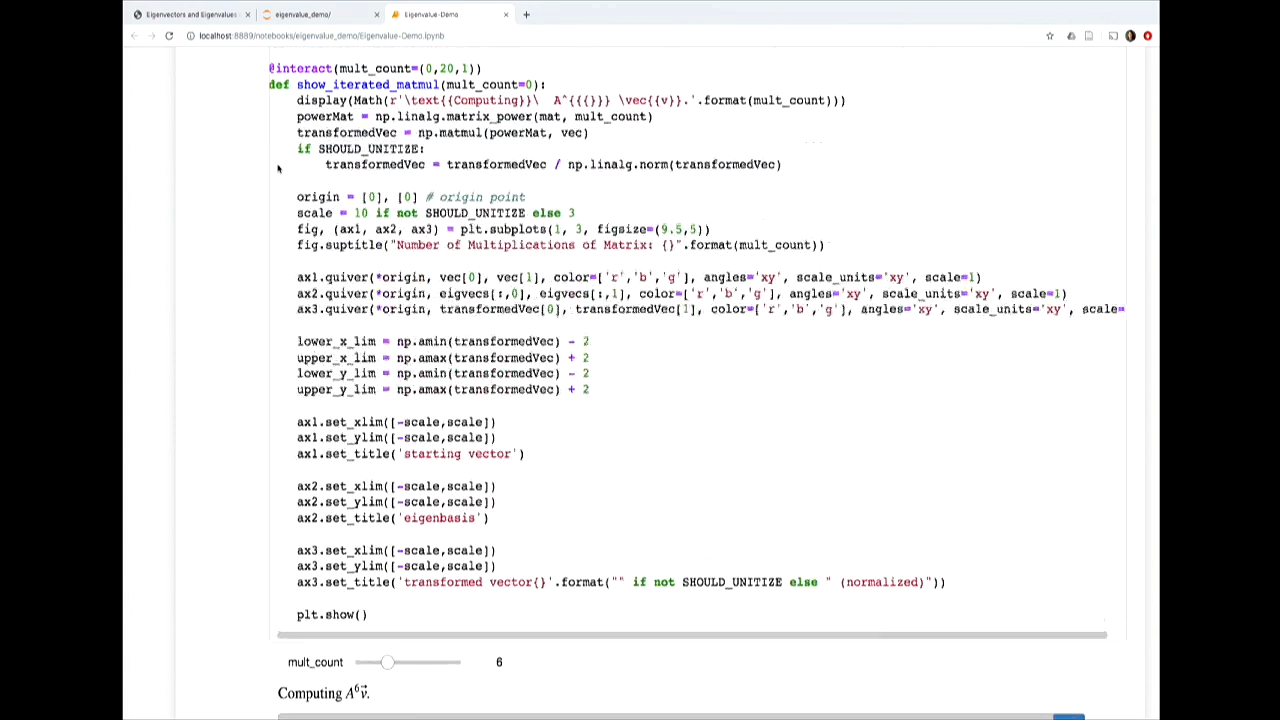 Eigenvectors and Eigenvalues
eigenvalue_demo/
Eigenvalue-Demo
localhost:8889/notebooks/eigenvalue_demo/Eigenvalue-Demo.ipynb
@interact(mult_count=(0,20,1))
def show_iterated_matmul(mult_count=0):
display(Math(r'\text{{Computing}}\  A^{{{}}} \vec{{v}}.'.format(mult_count)))
powerMat = np.linalg.matrix_power(mat, mult_count)
transformedVec = np.matmul(powerMat, vec)
if SHOULD_UNITIZE:
transformedVec = transformedVec / np.linalg.norm(transformedVec)
origin = [0], [0] # origin point
scale = 10 if not SHOULD_UNITIZE else 3
fig, (ax1, ax2, ax3) = plt.subplots(1, 3, figsize=(9.5,5))
fig.suptitle("Number of Multiplications of Matrix: {}".format(mult_count))
ax1.quiver(*origin, vec[0], vec[1], color=['r','b','g'], angles='xy', scale_units='xy', scale=1)
ax2.quiver(*origin, eigvecs[:,0], eigvecs[:,1], color=['r','b','g'], angles='xy', scale_units='xy', scale=1)
ax3.quiver(*origin, transformedVec[0], transformedVec[1], color=['r','b','g'], angles='xy', scale_units='xy', scale=
lower_x_lim = np.amin(transformedVec) - 2
upper_x_lim = np.amax(transformedVec) + 2
lower_y_lim = np.amin(transformedVec) - 2
upper_y_lim = np.amax(transformedVec) + 2
ax1.set_xlim([-scale,scale])
ax1.set_ylim([-scale,scale])
ax1.set_title('starting vector')
ax2.set_xlim([-scale,scale])
ax2.set_ylim([-scale,scale])
ax2.set_title('eigenbasis')
ax3.set_xlim([-scale,scale])
ax3.set_ylim([-scale,scale])
ax3.set_title('transformed vector{}'.format("" if not SHOULD_UNITIZE else " (normalized)"))
plt.show()
mult_count 6
Computing A⁶v⃗.